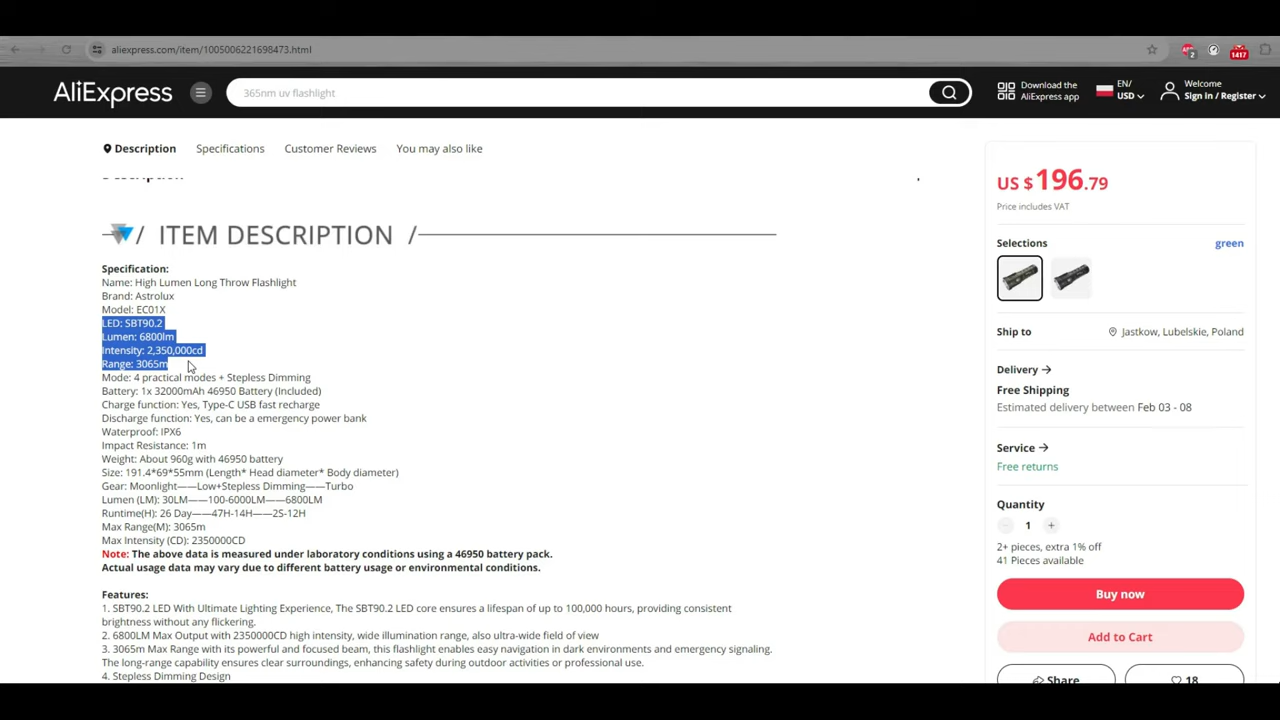 aliexpress.com/item/1005006221698473.html
2
1417
AliExpress
365nm uv flashlight
Download the
AliExpress app
EN/
USD
Welcome
Sign in / Register
Description
Specifications
Customer Reviews
You may also like
Description
/ ITEM DESCRIPTION /
Specification:
Name: High Lumen Long Throw Flashlight
Brand: Astrolux
Model: EC01X
LED: SBT90.2
Lumen: 6800lm
Intensity: 2,350,000cd
Range: 3065m
Mode: 4 practical modes + Stepless Dimming
Battery: 1x 32000mAh 46950 Battery (Included)
Charge function: Yes, Type-C USB fast recharge
Discharge function: Yes, can be a emergency power bank
Waterproof: IPX6
Impact Resistance: 1m
Weight: About 960g with 46950 battery
Size: 191.4*69*55mm (Length* Head diameter* Body diameter)
Gear: Moonlight——Low+Stepless Dimming——Turbo
Lumen (LM): 30LM——100-6000LM——6800LM
Runtime(H): 26 Day——47H-14H——2S-12H
Max Range(M): 3065m
Max Intensity (CD): 2350000CD
Note: The above data is measured under laboratory conditions using a 46950 battery pack.
Actual usage data may vary due to different battery usage or environmental conditions.
Features:
1. SBT90.2 LED With Ultimate Lighting Experience, The SBT90.2 LED core ensures a lifespan of up to 100,000 hours, providing consistent
brightness without any flickering.
2. 6800LM Max Output with 2350000CD high intensity, wide illumination range, also ultra-wide field of view
3. 3065m Max Range with its powerful and focused beam, this flashlight enables easy navigation in dark environments and emergency signaling.
The long-range capability ensures clear surroundings, enhancing safety during outdoor activities or professional use.
4. Stepless Dimming Design
US $196.79
Price includes VAT
Selections
green
Ship to
Jastkow, Lubelskie, Poland
Delivery
Free Shipping
Estimated delivery between Feb 03 - 08
Service
Free returns
Quantity
- 1 +
2+ pieces, extra 1% off
41 Pieces available
Buy now
Add to Cart
Share
18